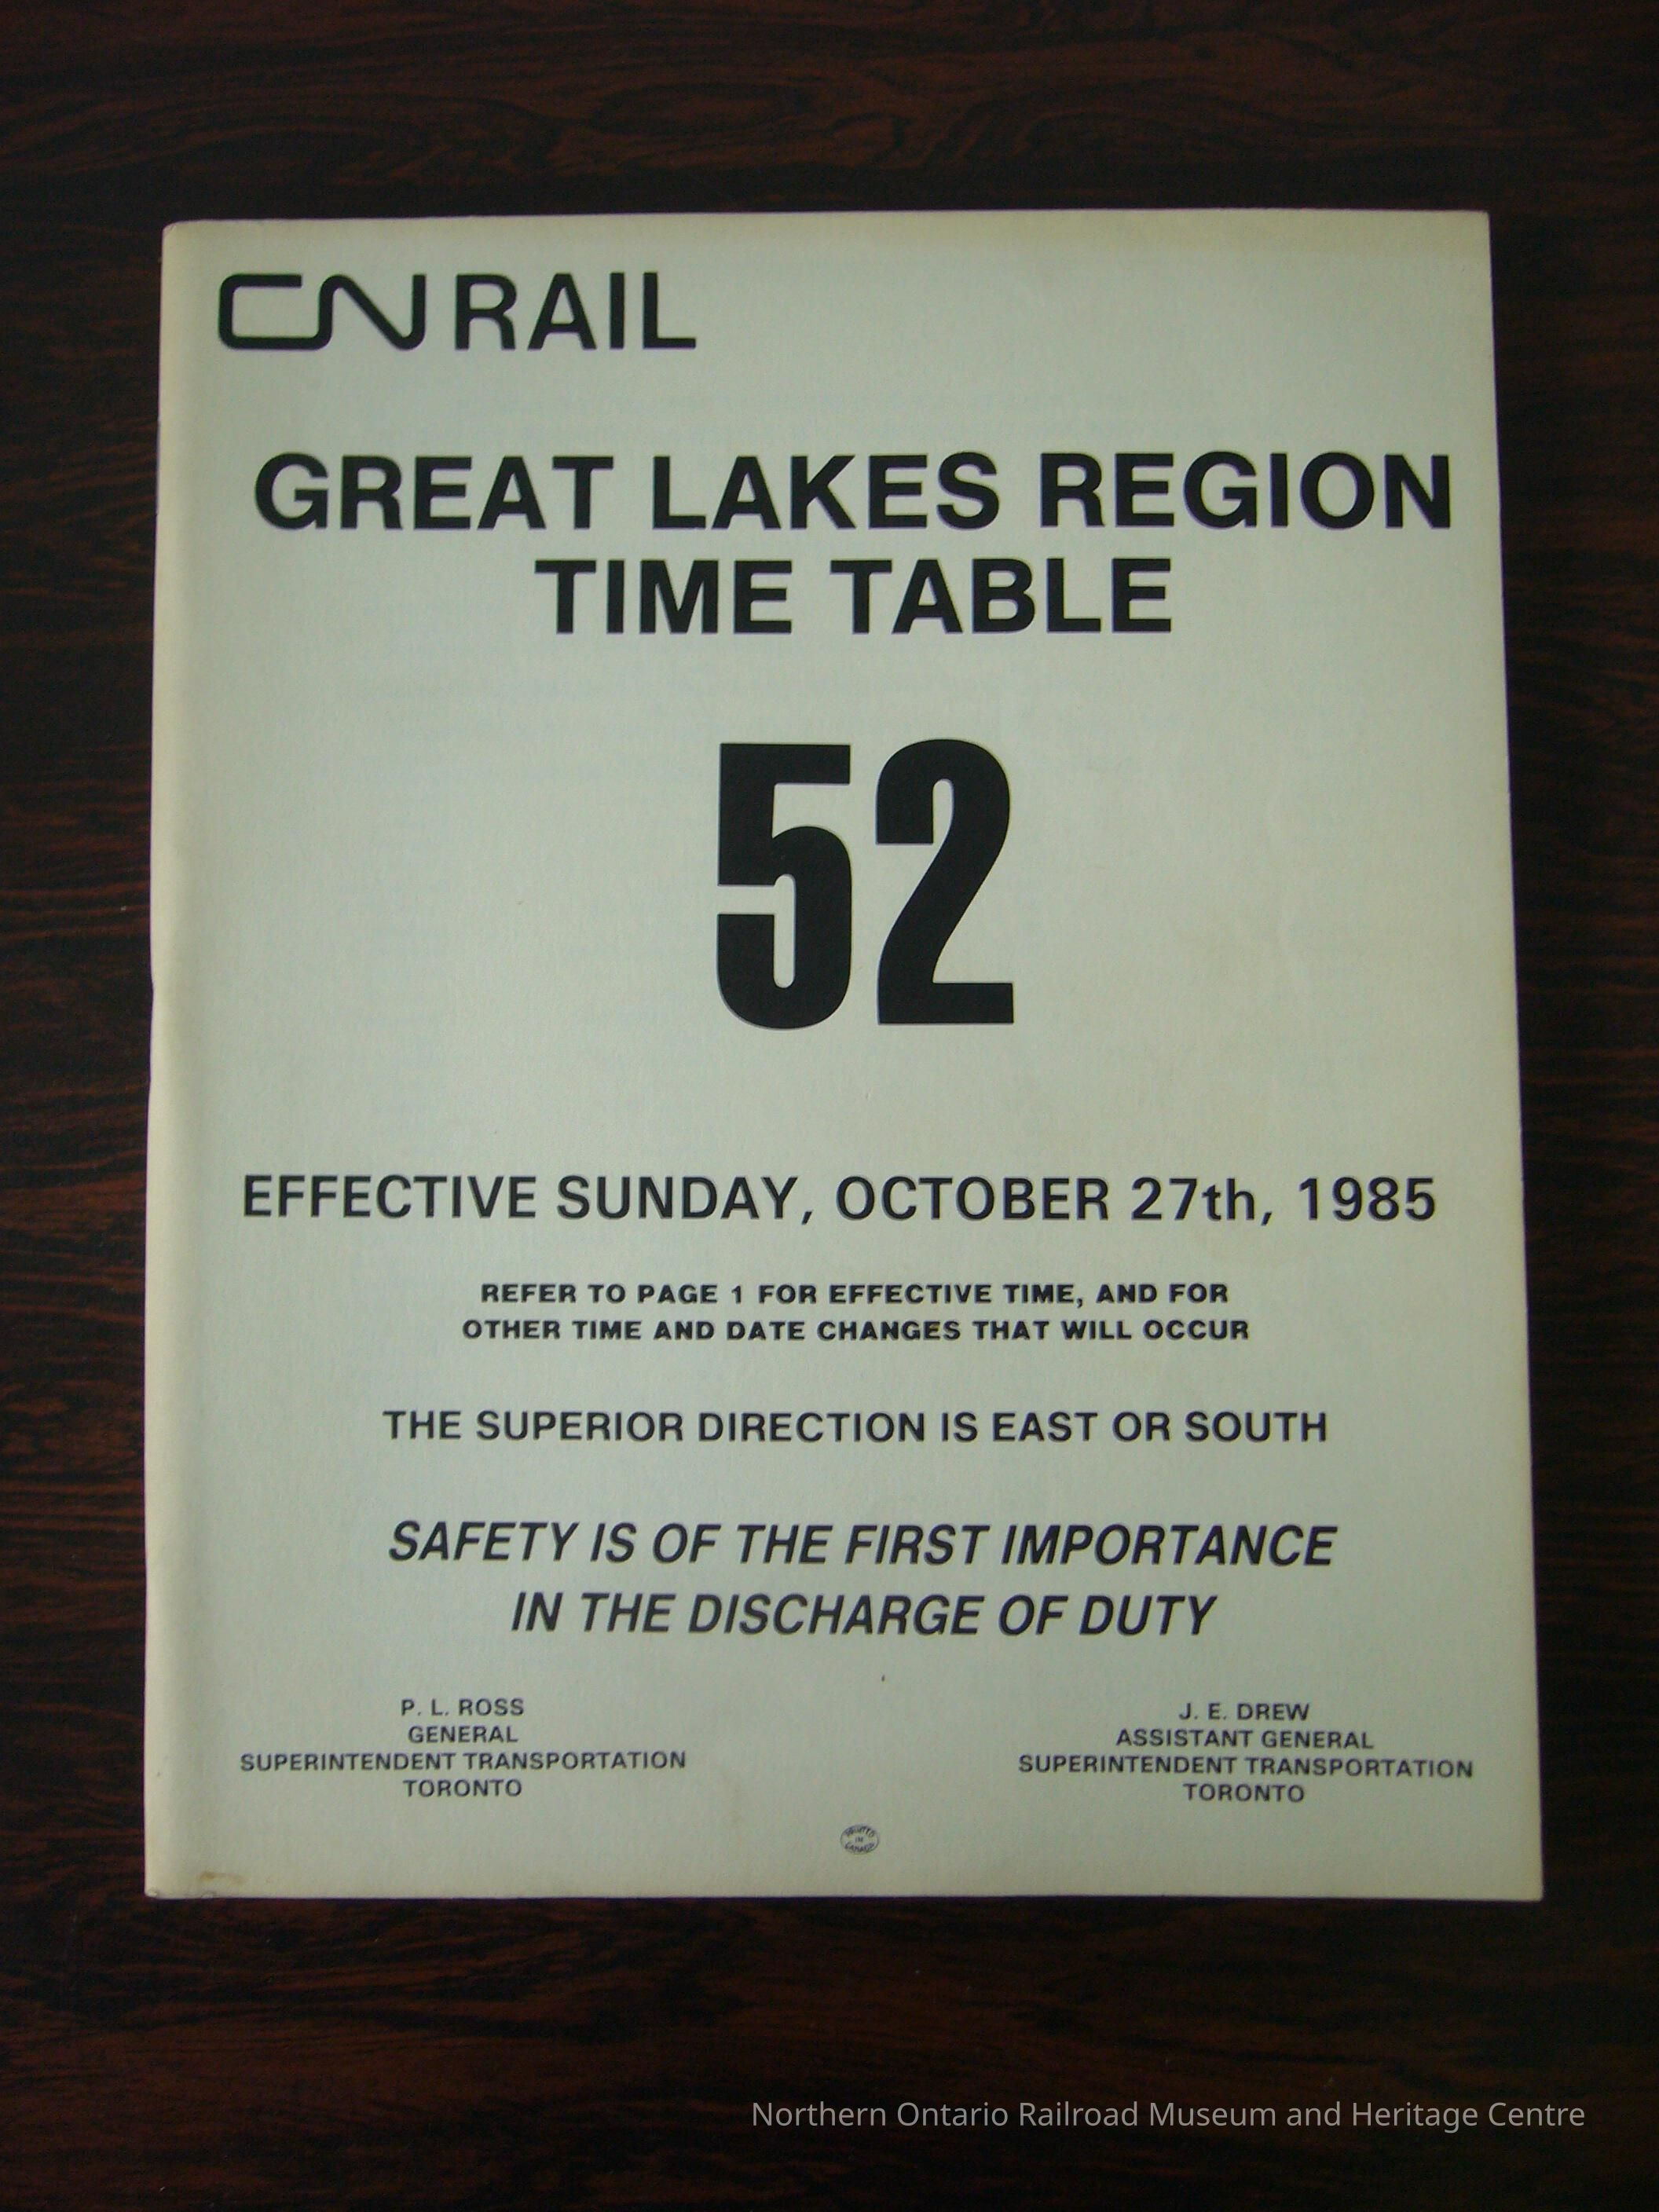 CN RAIL
GREAT LAKES REGION
TIME TABLE
52
EFFECTIVE SUNDAY, OCTOBER 27th, 1985
REFER TO PAGE 1 FOR EFFECTIVE TIME, AND FOR
OTHER TIME AND DATE CHANGES THAT WILL OCCUR
THE SUPERIOR DIRECTION IS EAST OR SOUTH
SAFETY IS OF THE FIRST IMPORTANCE
IN THE DISCHARGE OF DUTY
P. L. ROSS
GENERAL
SUPERINTENDENT TRANSPORTATION
TORONTO
J. E. DREW
ASSISTANT GENERAL
SUPERINTENDENT TRANSPORTATION
TORONTO
PRINTED
IN
CANADA
Northern Ontario Railroad Museum and Heritage Centre